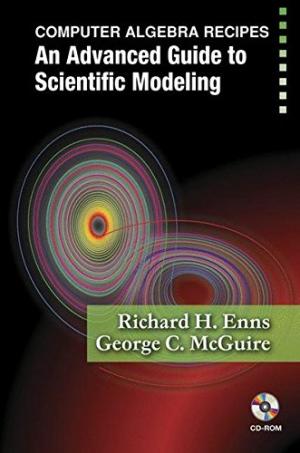 COMPUTER ALGEBRA RECIPES
An Advanced Guide to
Scientific Modeling
Richard H. Enns
George C. McGuire
CD-ROM